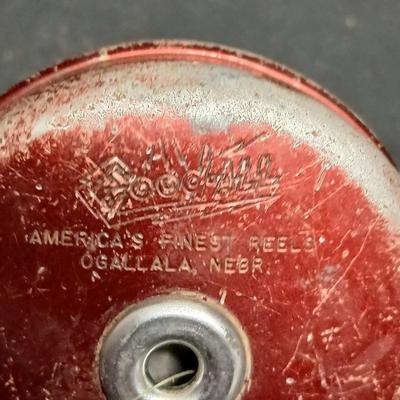 GOODALL
AMERICA'S FINEST REELS
OGALLALA, NEBR.